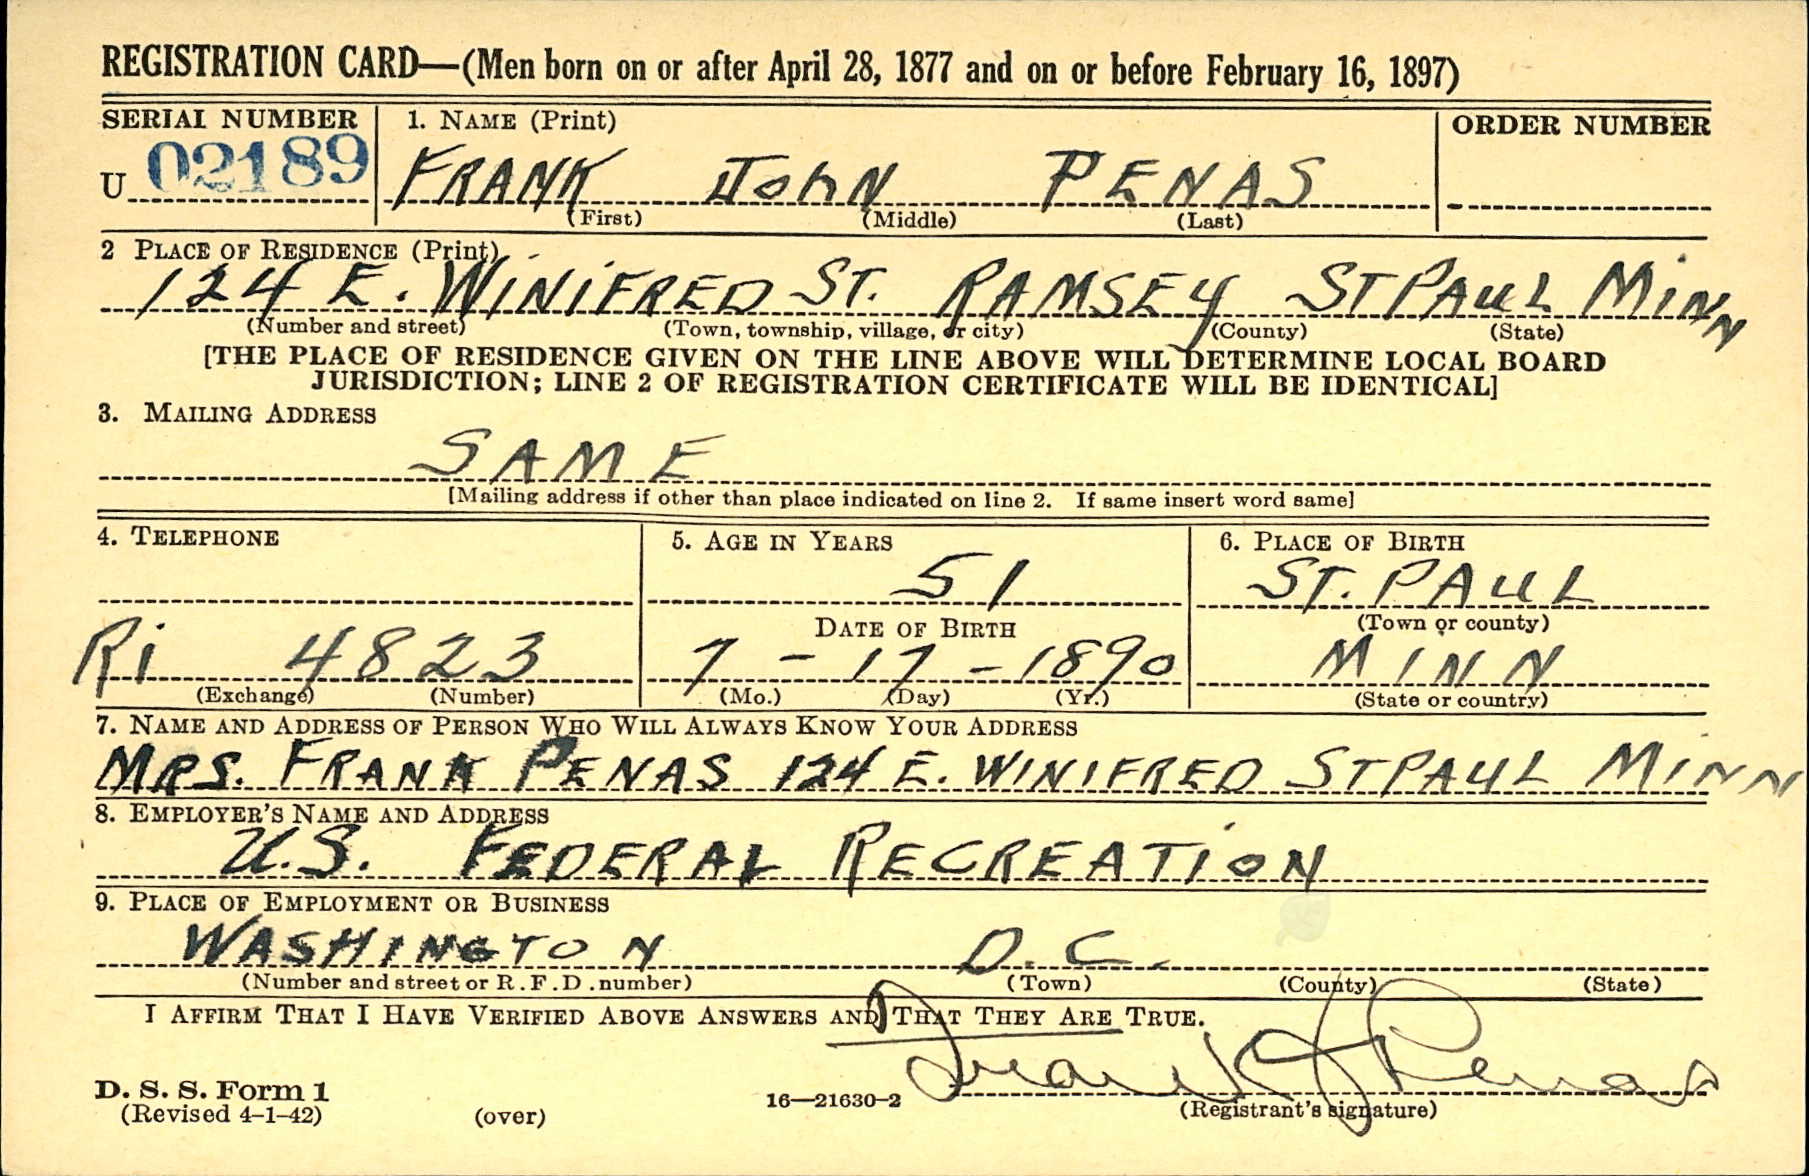 REGISTRATION CARD—(Men born on or after April 28, 1877 and on or before February 16, 1897)
SERIAL NUMBER 1. NAME (Print) ORDER NUMBER
U 02189 FRANK JOHN PENAS
(First) (Middle) (Last)
2 PLACE OF RESIDENCE (Print)
124 E. WINIFRED ST. RAMSEY ST PAUL MINN
(Number and street) (Town, township, village, or city) (County) (State)
[THE PLACE OF RESIDENCE GIVEN ON THE LINE ABOVE WILL DETERMINE LOCAL BOARD
JURISDICTION; LINE 2 OF REGISTRATION CERTIFICATE WILL BE IDENTICAL]
3. MAILING ADDRESS
SAME
[Mailing address if other than place indicated on line 2. If same insert word same]
4. TELEPHONE 5. AGE IN YEARS 6. PLACE OF BIRTH
51 ST. PAUL
DATE OF BIRTH (Town or county)
Ri 4823 7 - 17 - 1890 MINN
(Exchange) (Number) (Mo.) (Day) (Yr.) (State or country)
7. NAME AND ADDRESS OF PERSON WHO WILL ALWAYS KNOW YOUR ADDRESS
MRS. FRANK PENAS 124 E. WINIFRED ST PAUL MINN
8. EMPLOYER'S NAME AND ADDRESS
U.S. FEDERAL RECREATION
9. PLACE OF EMPLOYMENT OR BUSINESS
WASHINGTON D.C.
(Number and street or R.F.D. number) (Town) (County) (State)
I AFFIRM THAT I HAVE VERIFIED ABOVE ANSWERS AND THAT THEY ARE TRUE.
Frank J Penas
D. S. S. Form 1
(Revised 4-1-42) (over) 16—21630-2 (Registrant's signature)